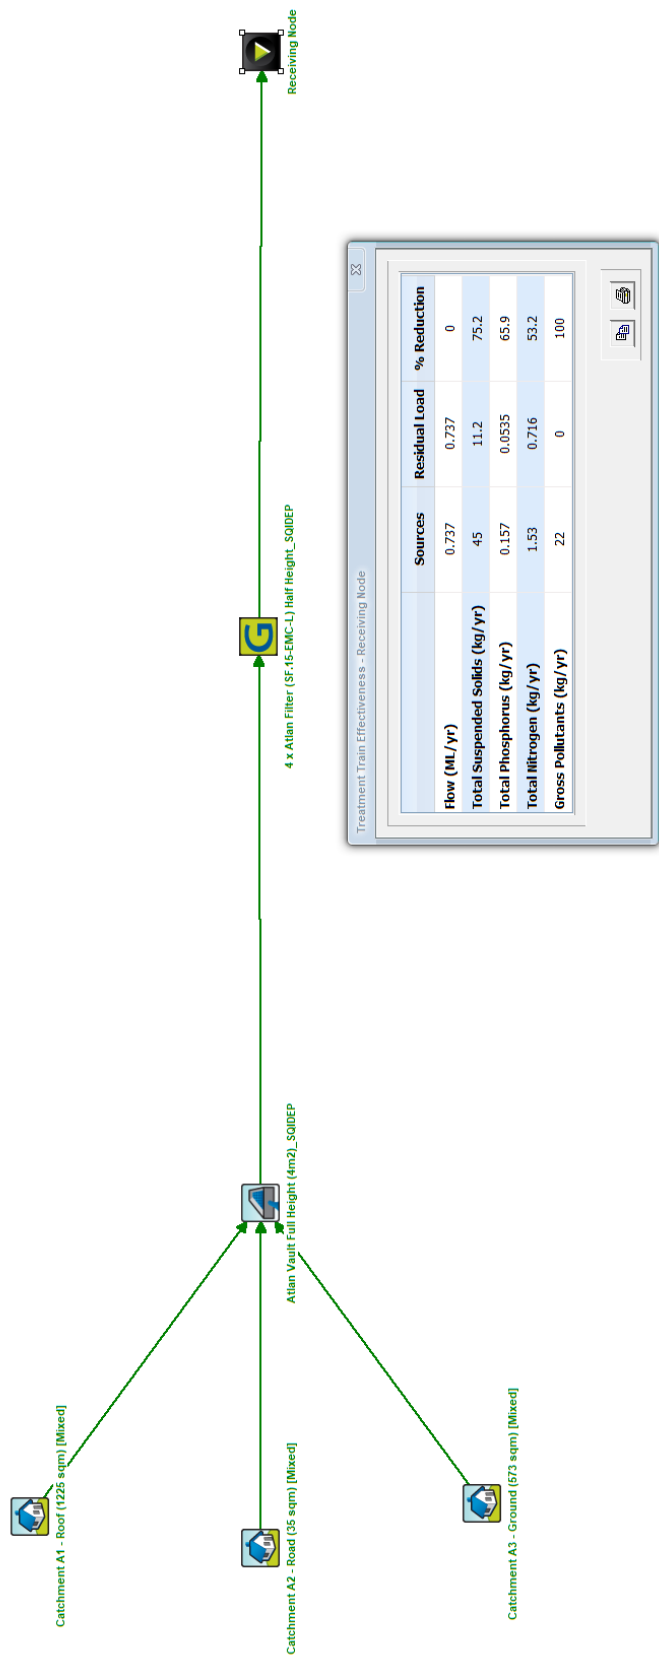 Catchment A1 - Roof (1225 sqm) [Mixed]
Catchment A2 - Road (35 sqm) [Mixed]
Catchment A3 - Ground (573 sqm) [Mixed]
Atlan Vault Full Height (4m2)_SQIDEP
4 x Atlan Filter (SF.15-EMC-L) Half Height_SQIDEP
G
Receiving Node
Treatment Train Effectiveness - Receiving Node
Sources Residual Load % Reduction
Flow (ML/yr) 0.737 0.737 0
Total Suspended Solids (kg/yr) 45 11.2 75.2
Total Phosphorus (kg/yr) 0.157 0.0535 65.9
Total Nitrogen (kg/yr) 1.53 0.716 53.2
Gross Pollutants (kg/yr) 22 0 100